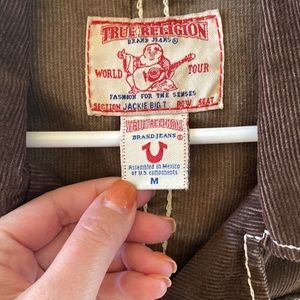 TRUE RELIGION
BRAND JEANS®
WORLD TOUR
FASHION FOR THE SENSES
SECTION JACKIE BIG T ROW SEAT
TRUE RELIGION
BRAND JEANS®
Assembled in Mexico
of U.S. components
M